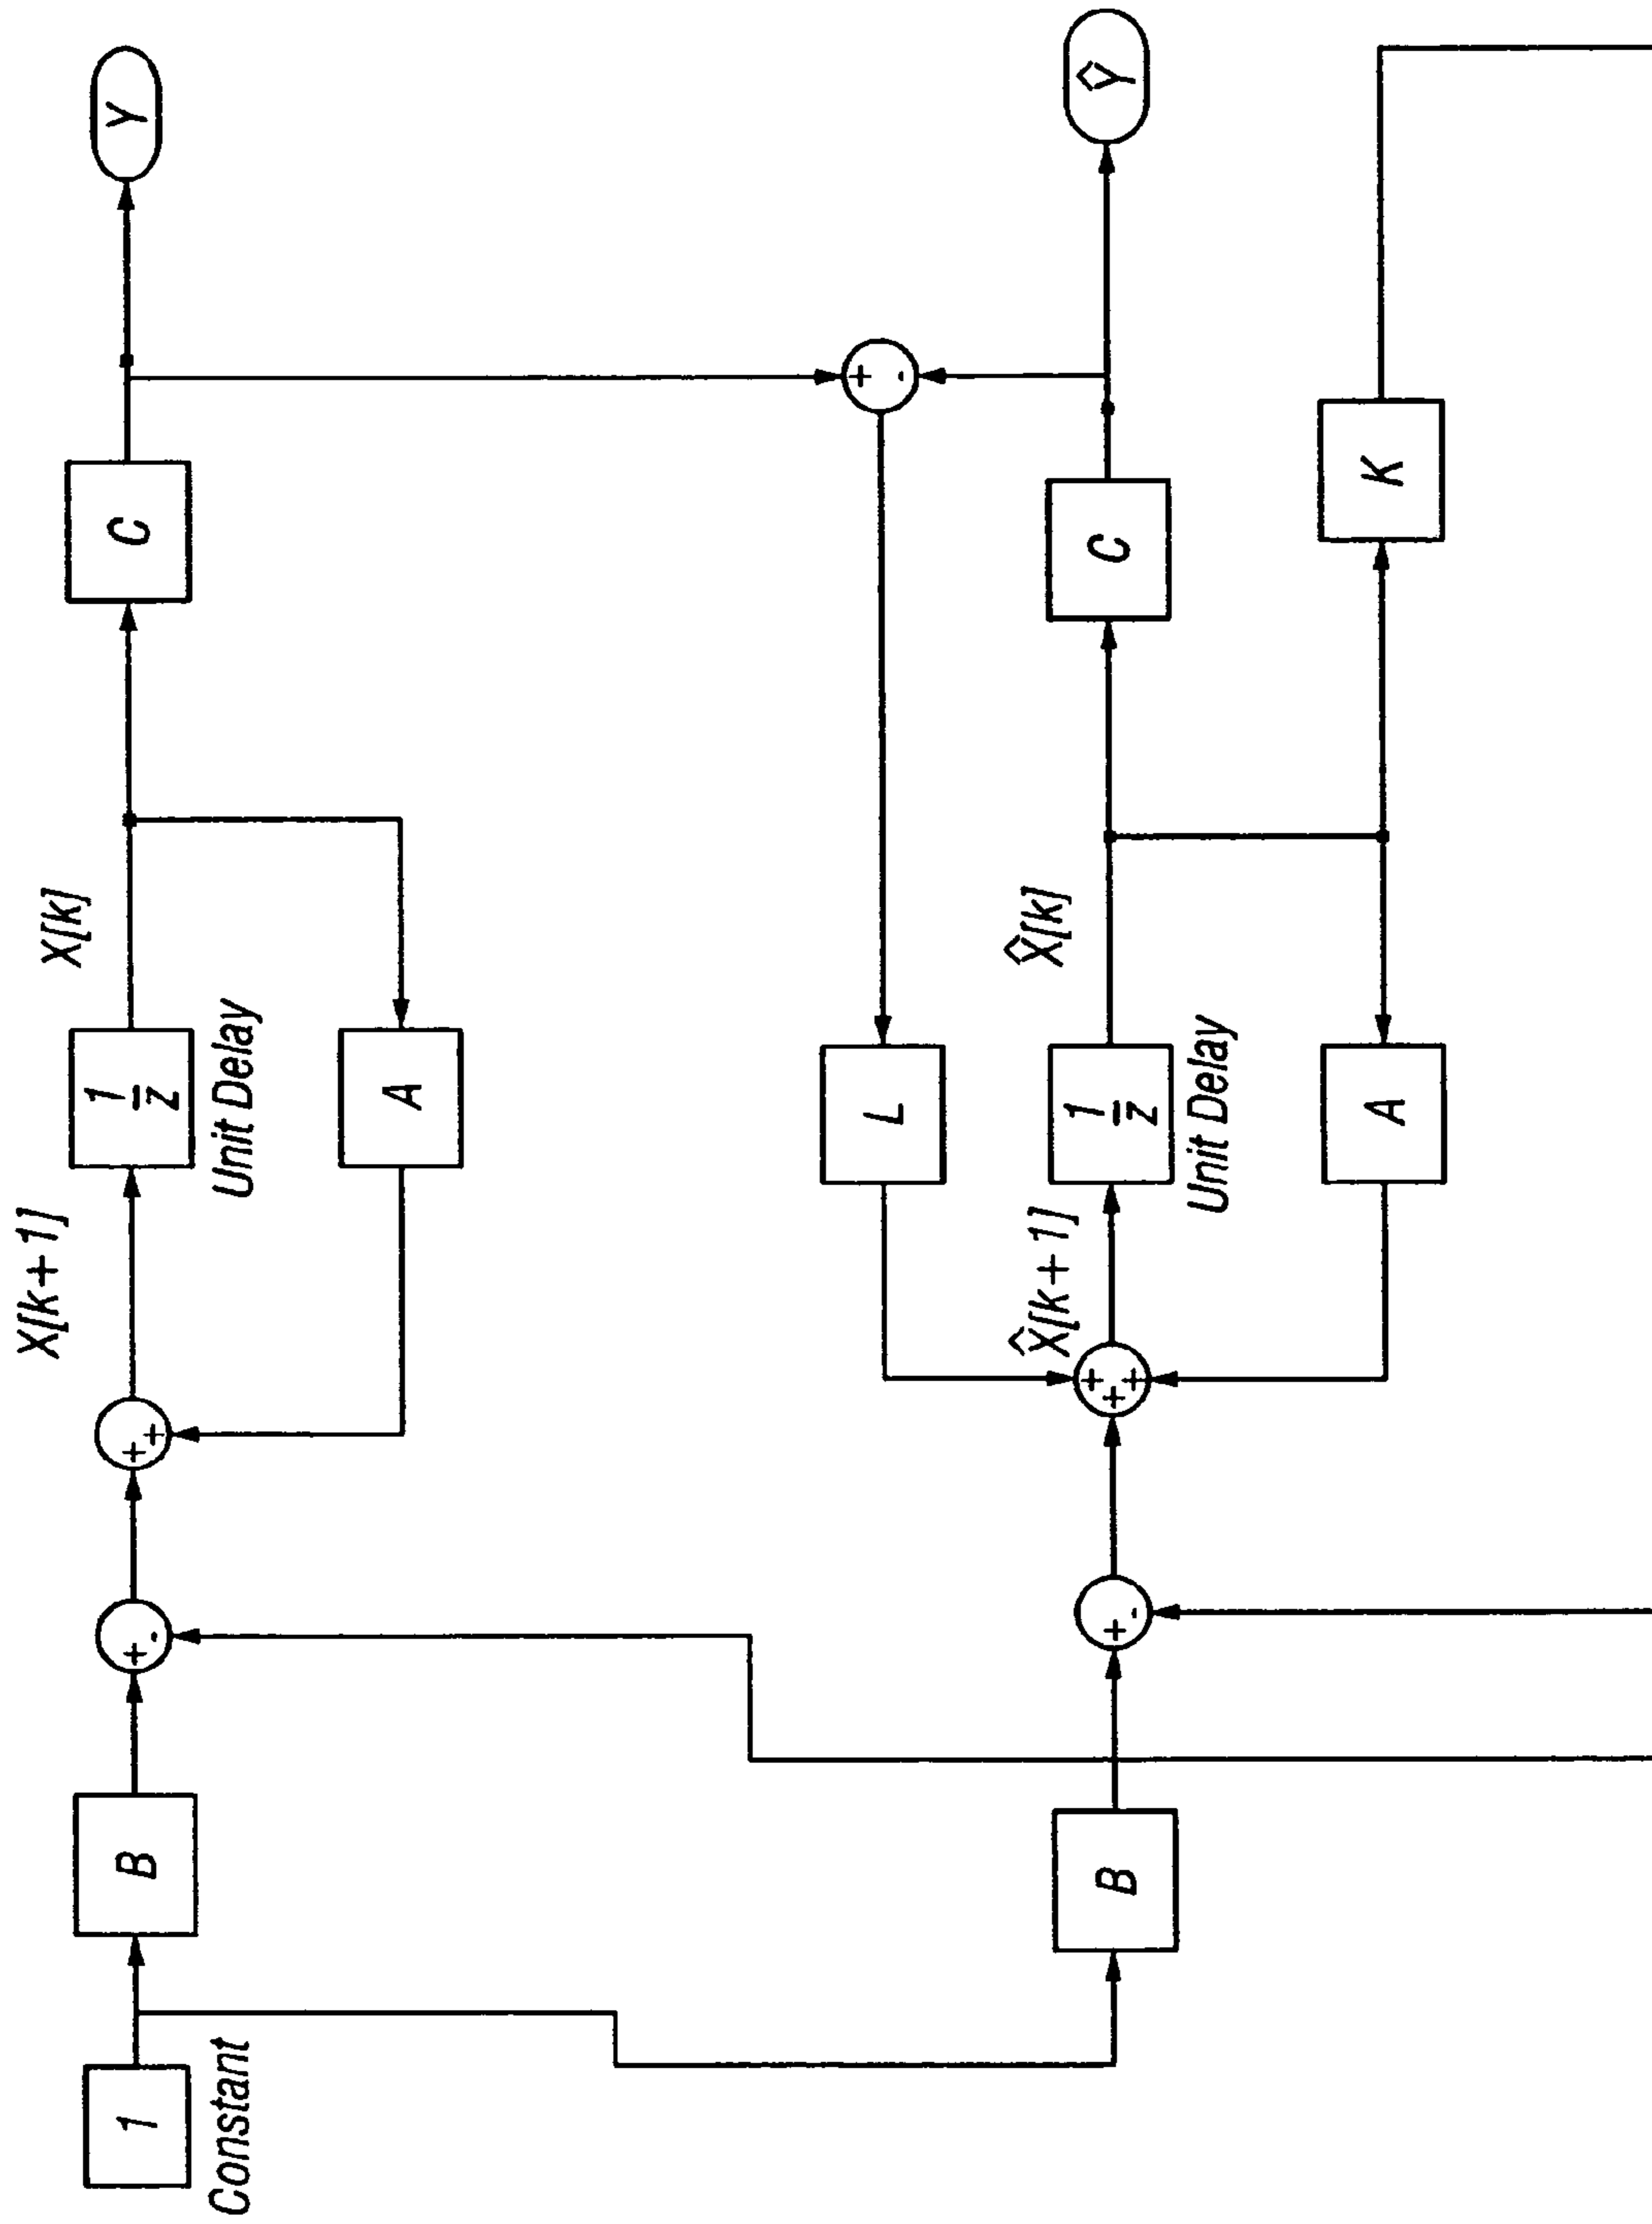 1
Constant
B
+
-
+
+
X[k+1]
1/z
Unit Delay
X[k]
A
C
Y
+
-
L
B
+
-
+
+
+
X̂[k+1]
1/z
Unit Delay
X̂[k]
A
C
Ŷ
K